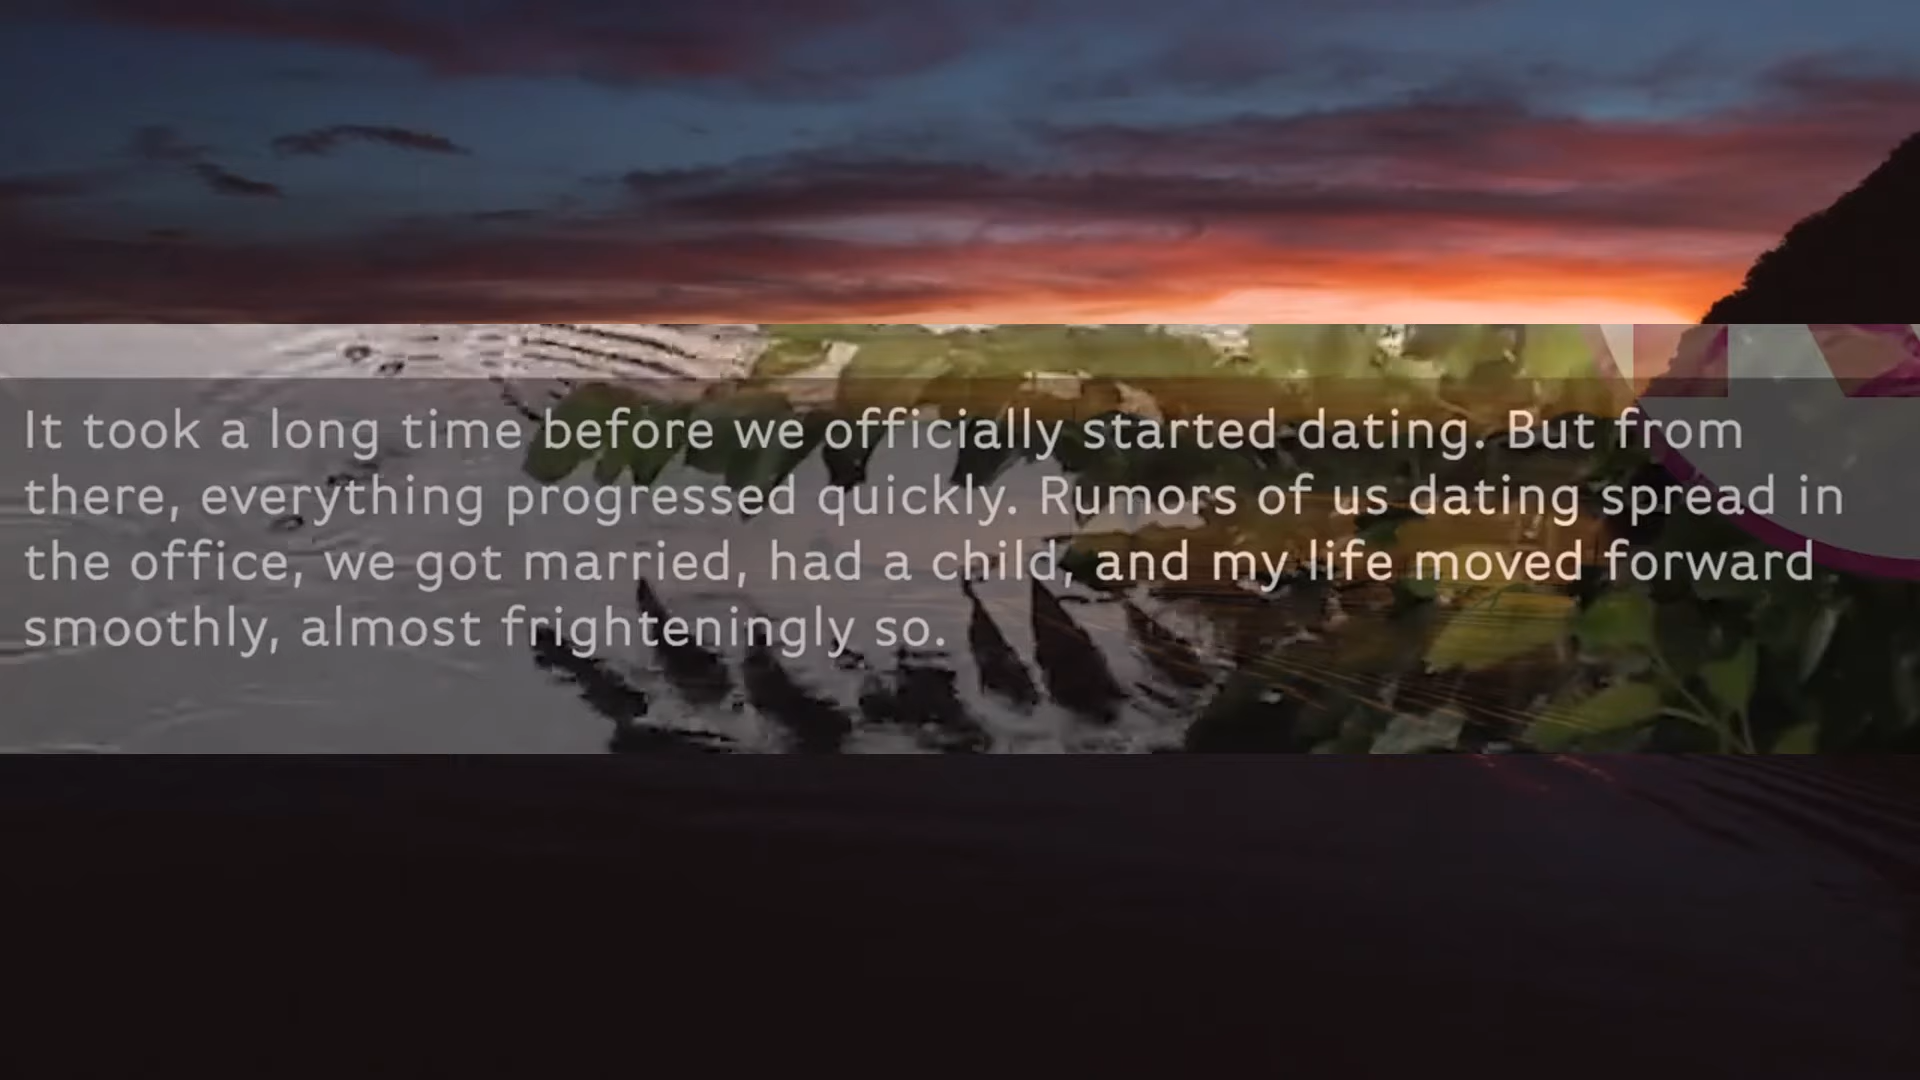 It took a long time before we officially started dating. But from
there, everything progressed quickly. Rumors of us dating spread in
the office, we got married, had a child, and my life moved forward
smoothly, almost frighteningly so.